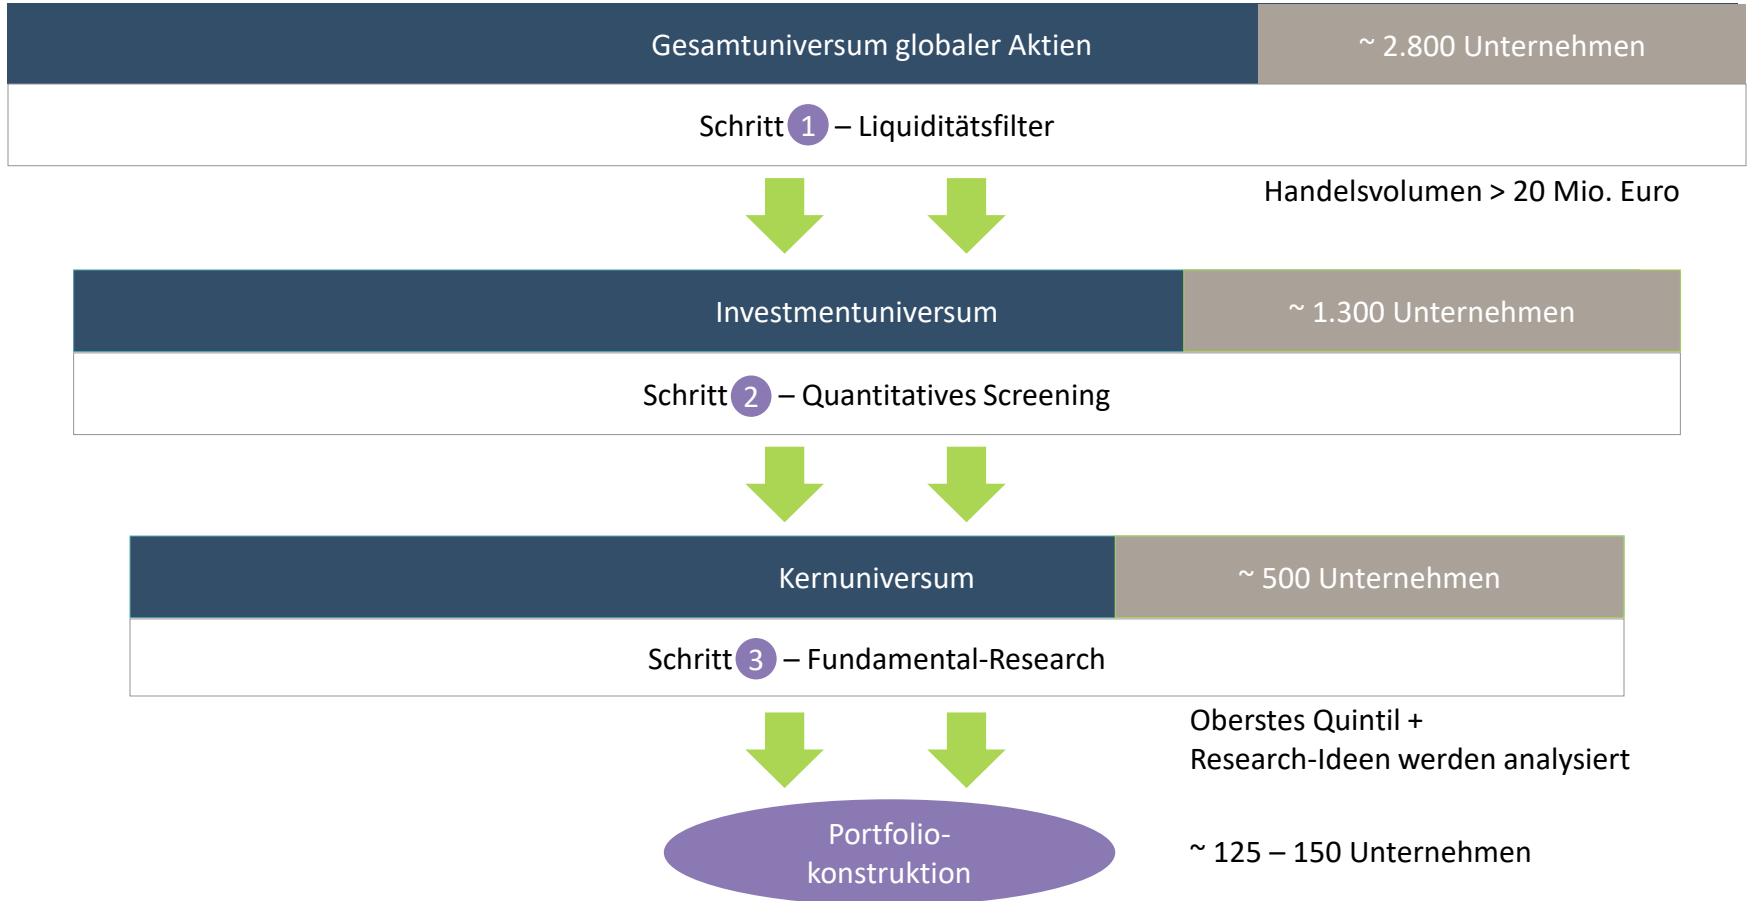 Gesamtuniversum globaler Aktien
~ 2.800 Unternehmen
Schritt 1 – Liquiditätsfilter
Handelsvolumen > 20 Mio. Euro
Investmentuniversum
~ 1.300 Unternehmen
Schritt 2 – Quantitatives Screening
Kernuniversum
~ 500 Unternehmen
Schritt 3 – Fundamental-Research
Oberstes Quintil +
Research-Ideen werden analysiert
Portfolio-
konstruktion
~ 125 – 150 Unternehmen